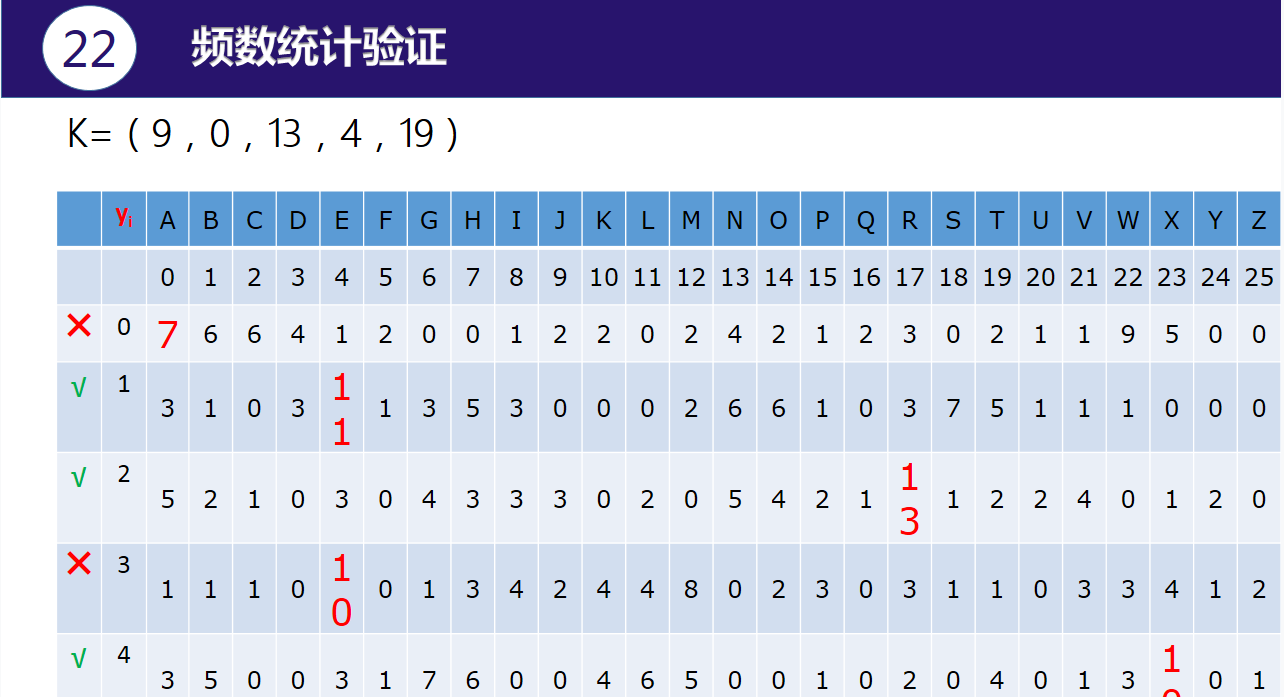 22
频数统计验证
K= ( 9 , 0 , 13 , 4 , 19 )
yi A B C D E F G H I J K L M N O P Q R S T U V W X Y Z
0 1 2 3 4 5 6 7 8 9 10 11 12 13 14 15 16 17 18 19 20 21 22 23 24 25
✕ 0 7 6 6 4 1 2 0 0 1 2 2 0 2 4 2 1 2 3 0 2 1 1 9 5 0 0
√ 1 3 1 0 3 11 1 3 5 3 0 0 0 2 6 6 1 0 3 7 5 1 1 1 0 0 0
√ 2 5 2 1 0 3 0 4 3 3 3 0 2 0 5 4 2 1 13 1 2 2 4 0 1 2 0
✕ 3 1 1 1 0 10 0 1 3 4 2 4 4 8 0 2 3 0 3 1 1 0 3 3 4 1 2
√ 4 3 5 0 0 3 1 7 6 0 0 4 6 5 0 0 1 0 2 0 4 0 1 3 1 0 1